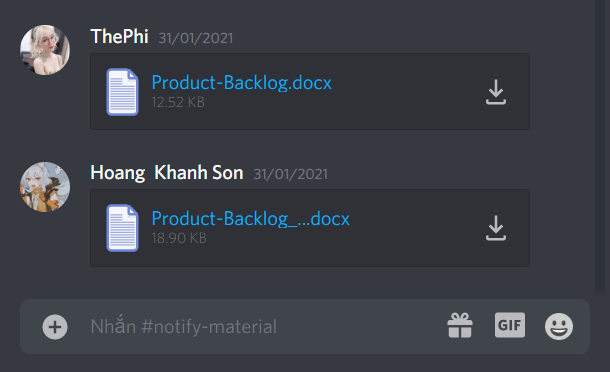 ThePhi 31/01/2021
Product-Backlog.docx
12.52 KB
Hoang Khanh Son 31/01/2021
Product-Backlog_...docx
18.90 KB
Nhắn #notify-material
GIF